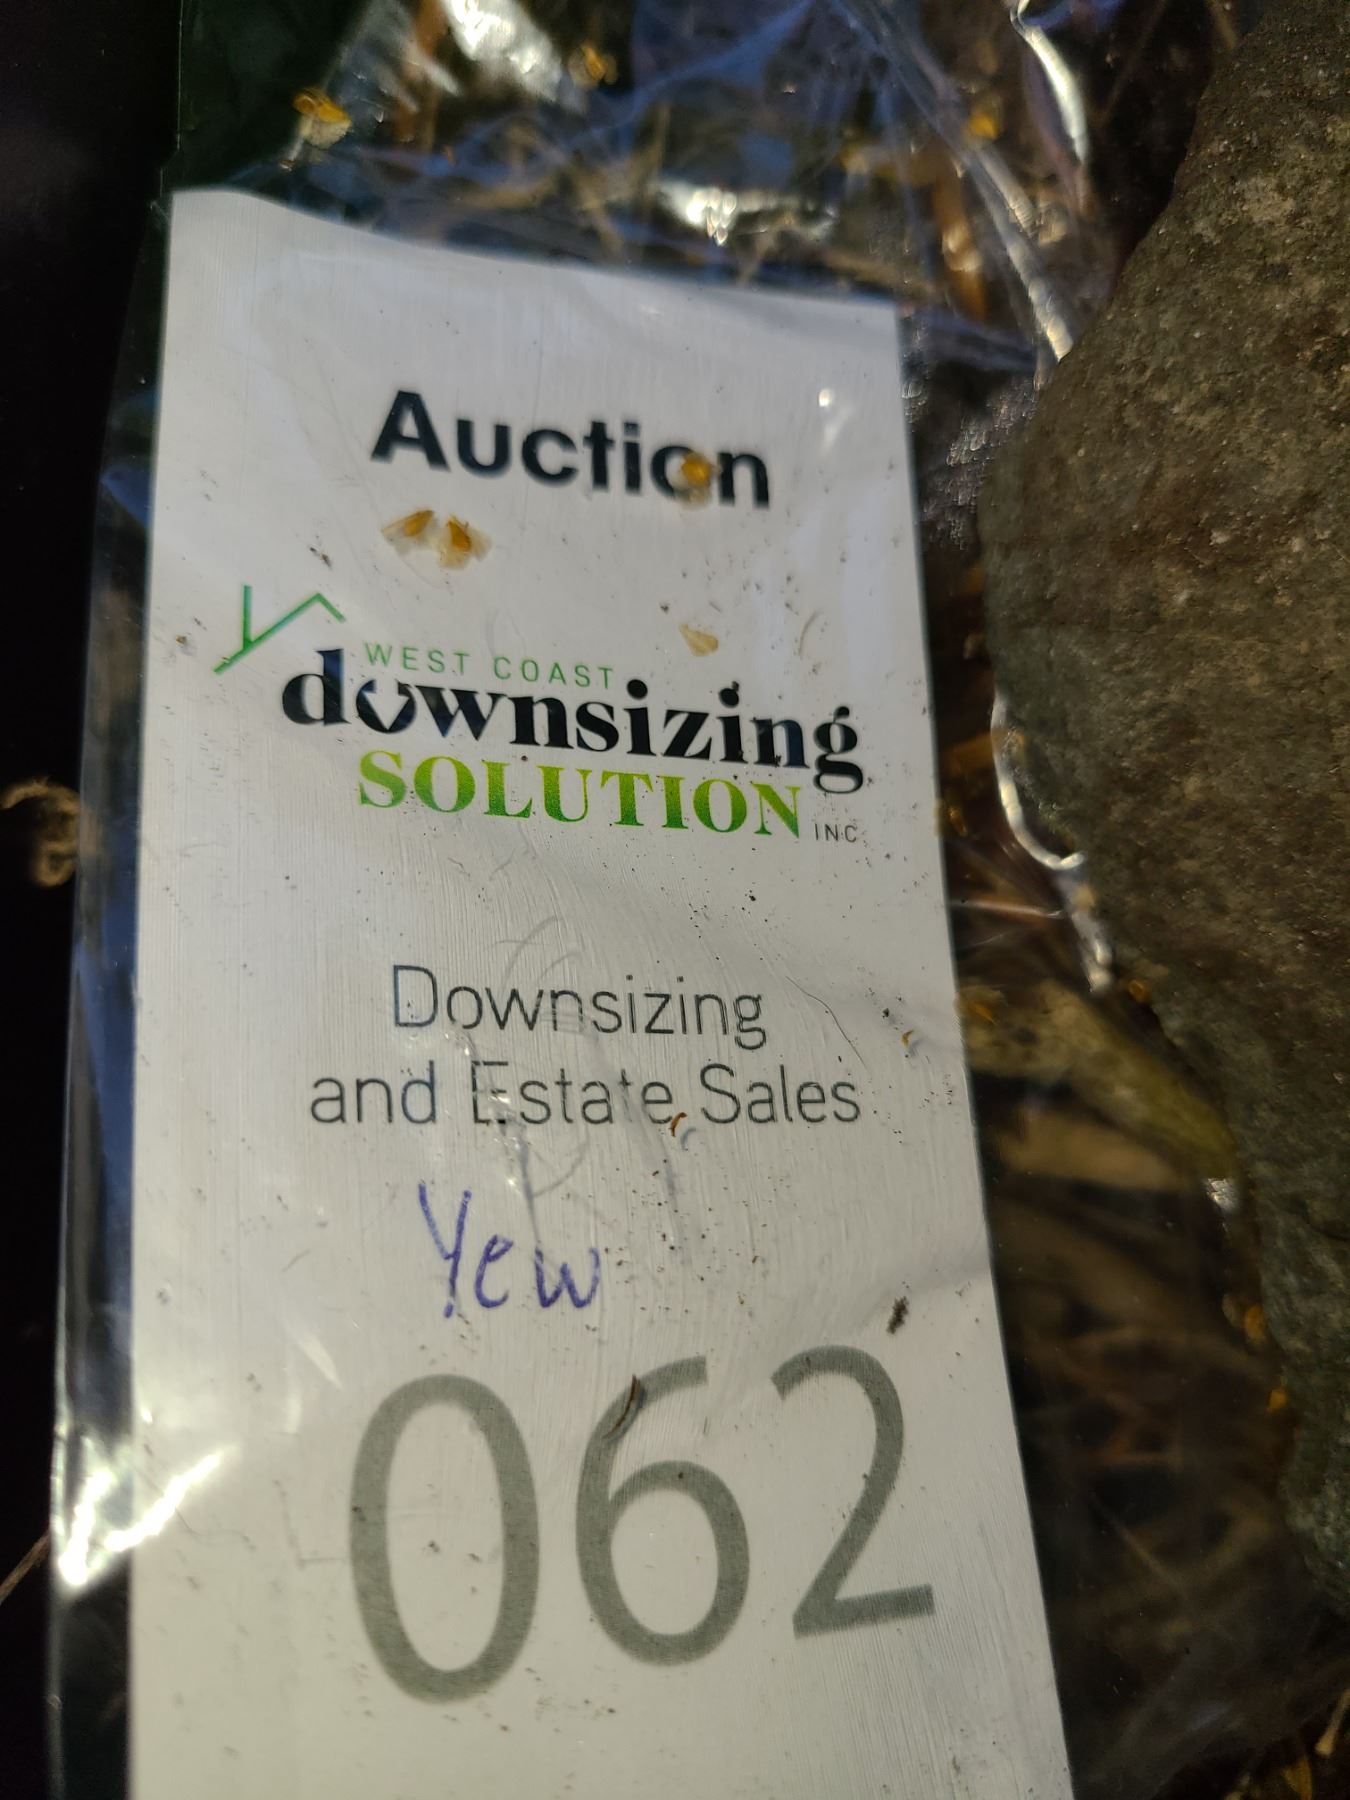 Auction
WEST COAST
downsizing
SOLUTION INC.
Downsizing
and Estate Sales
Yew
062